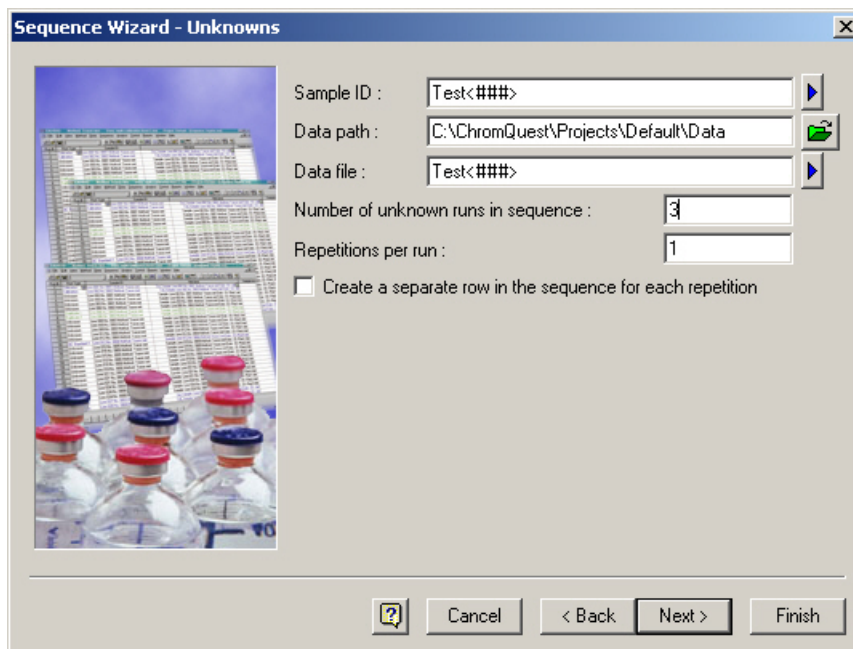 Sequence Wizard - Unknowns
Sample ID : Test<###>
Data path : C:\ChromQuest\Projects\Default\Data
Data file : Test<###>
Number of unknown runs in sequence : 3
Repetitions per run : 1
Create a separate row in the sequence for each repetition
Cancel < Back Next > Finish